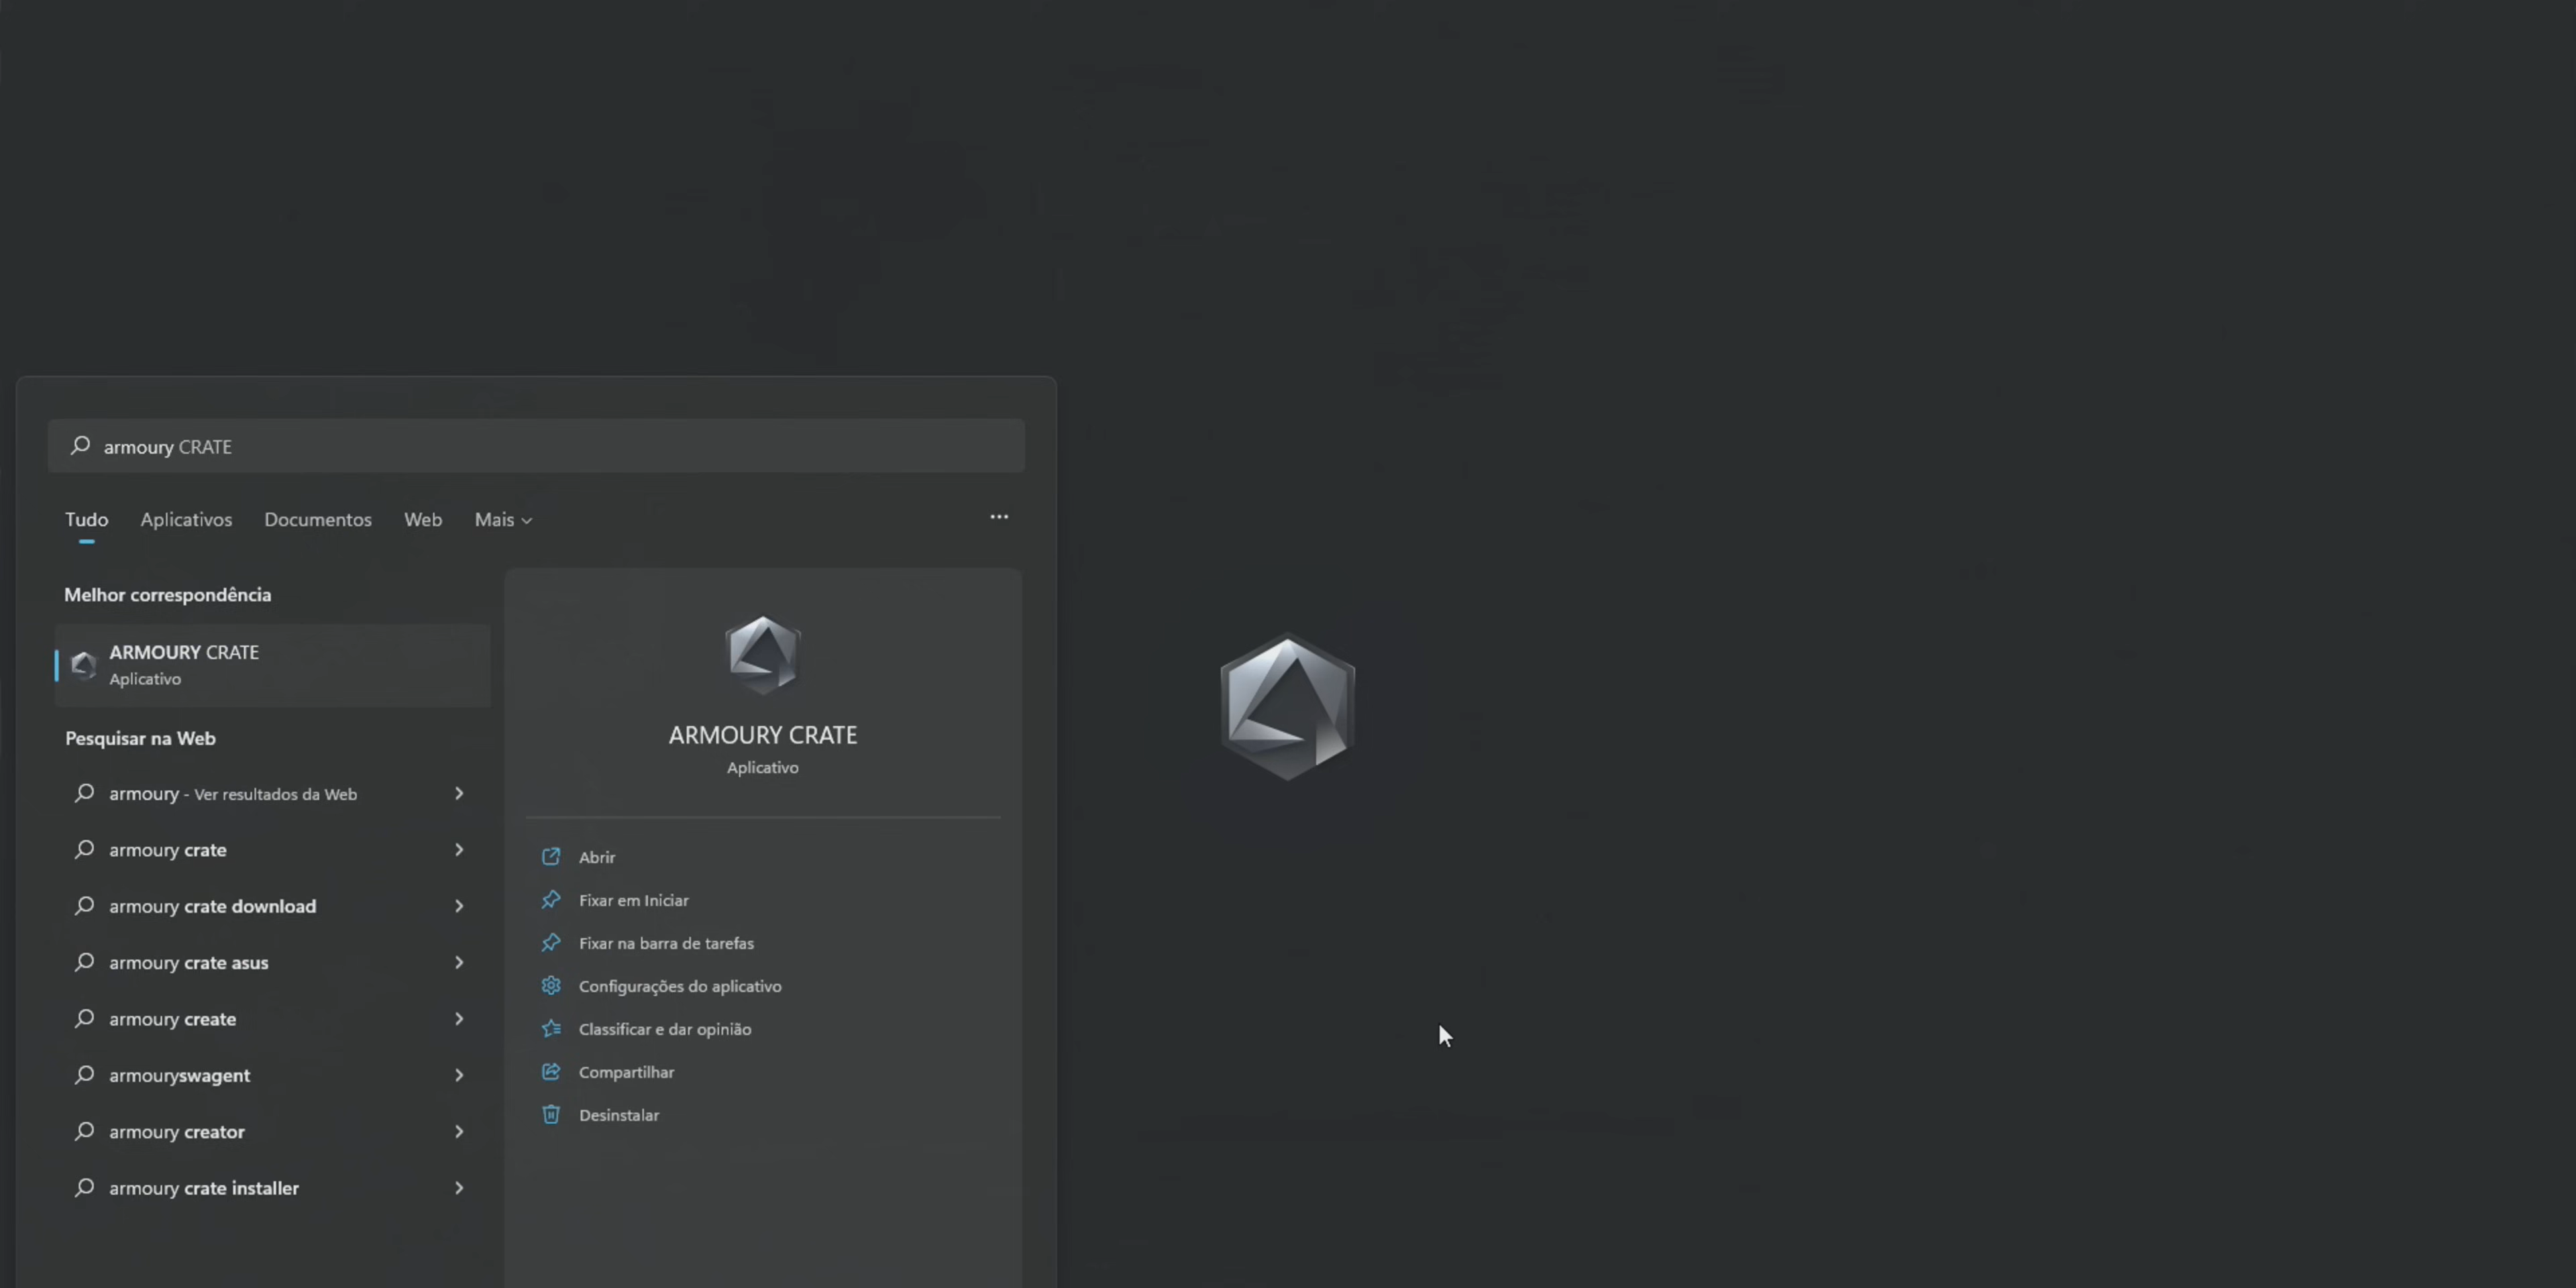 armoury CRATE
Tudo Aplicativos Documentos Web Mais
Melhor correspondência
ARMOURY CRATE
Aplicativo
Pesquisar na Web
armoury - Ver resultados da Web
armoury crate
armoury crate download
armoury crate asus
armoury create
armouryswagent
armoury creator
armoury crate installer
ARMOURY CRATE
Aplicativo
Abrir
Fixar em Iniciar
Fixar na barra de tarefas
Configurações do aplicativo
Classificar e dar opinião
Compartilhar
Desinstalar